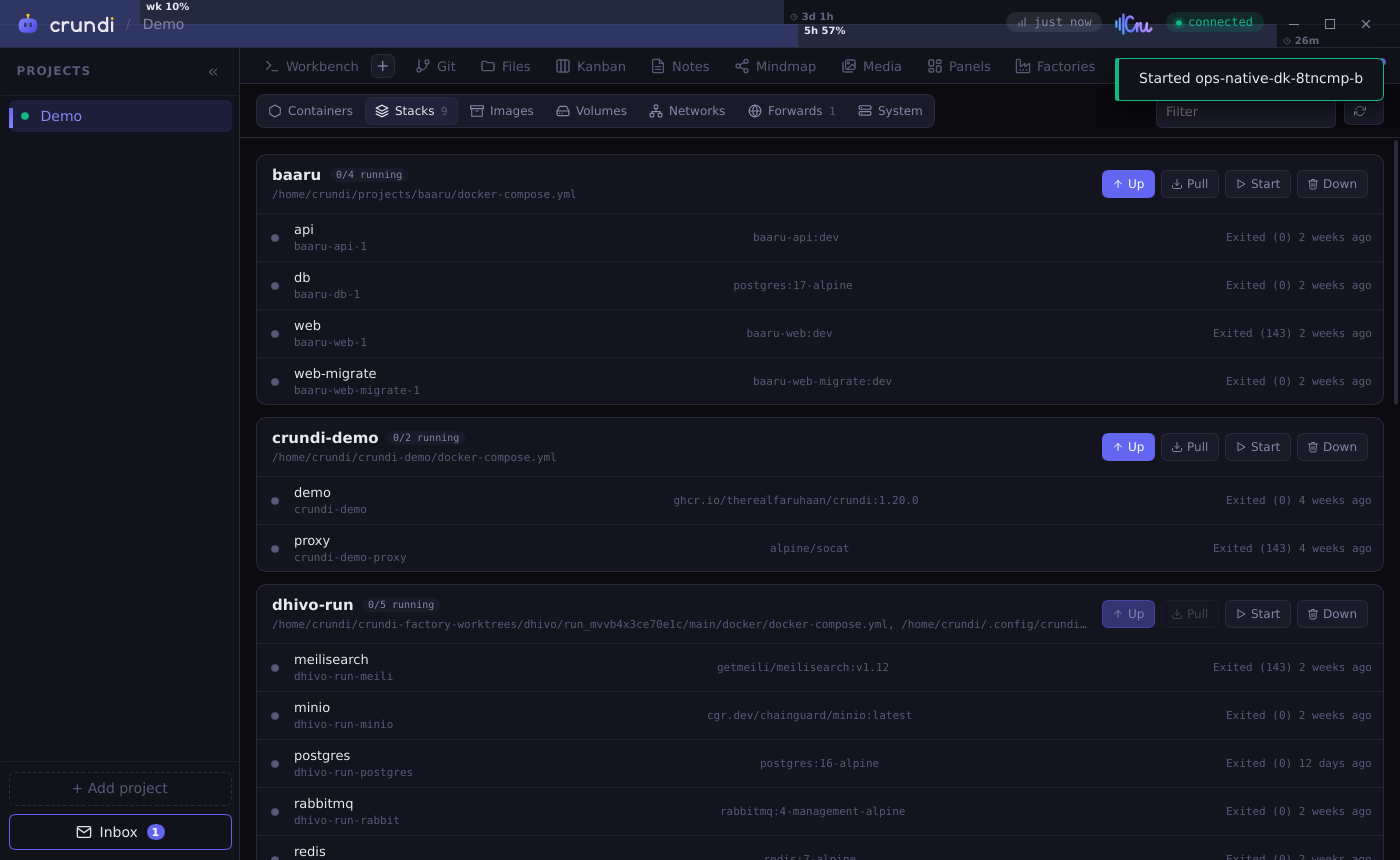 wk 10%
crundi / Demo
3d 1h
5h 57%
just now
Cru
connected
26m
PROJECTS
Workbench
Git
Files
Kanban
Notes
Mindmap
Media
Panels
Factories
Started ops-native-dk-8tncmp-b
Demo
Containers
Stacks 9
Images
Volumes
Networks
Forwards 1
System
Filter
baaru 0/4 running
/home/crundi/projects/baaru/docker-compose.yml
Up Pull Start Down
api
baaru-api-1
baaru-api:dev
Exited (0) 2 weeks ago
db
baaru-db-1
postgres:17-alpine
Exited (0) 2 weeks ago
web
baaru-web-1
baaru-web:dev
Exited (143) 2 weeks ago
web-migrate
baaru-web-migrate-1
baaru-web-migrate:dev
Exited (0) 2 weeks ago
crundi-demo 0/2 running
/home/crundi/crundi-demo/docker-compose.yml
Up Pull Start Down
demo
crundi-demo
ghcr.io/therealfaruhaan/crundi:1.20.0
Exited (0) 4 weeks ago
proxy
crundi-demo-proxy
alpine/socat
Exited (143) 4 weeks ago
dhivo-run 0/5 running
/home/crundi/crundi-factory-worktrees/dhivo/run_mvvb4x3ce70e1c/main/docker/docker-compose.yml, /home/crundi/.config/crundi…
Up Pull Start Down
meilisearch
dhivo-run-meili
getmeili/meilisearch:v1.12
Exited (143) 2 weeks ago
minio
dhivo-run-minio
cgr.dev/chainguard/minio:latest
Exited (0) 2 weeks ago
postgres
dhivo-run-postgres
postgres:16-alpine
Exited (0) 12 days ago
rabbitmq
dhivo-run-rabbit
rabbitmq:4-management-alpine
Exited (0) 2 weeks ago
redis
redis:7-alpine
Exited (0) 2 weeks ago
+ Add project
Inbox 1